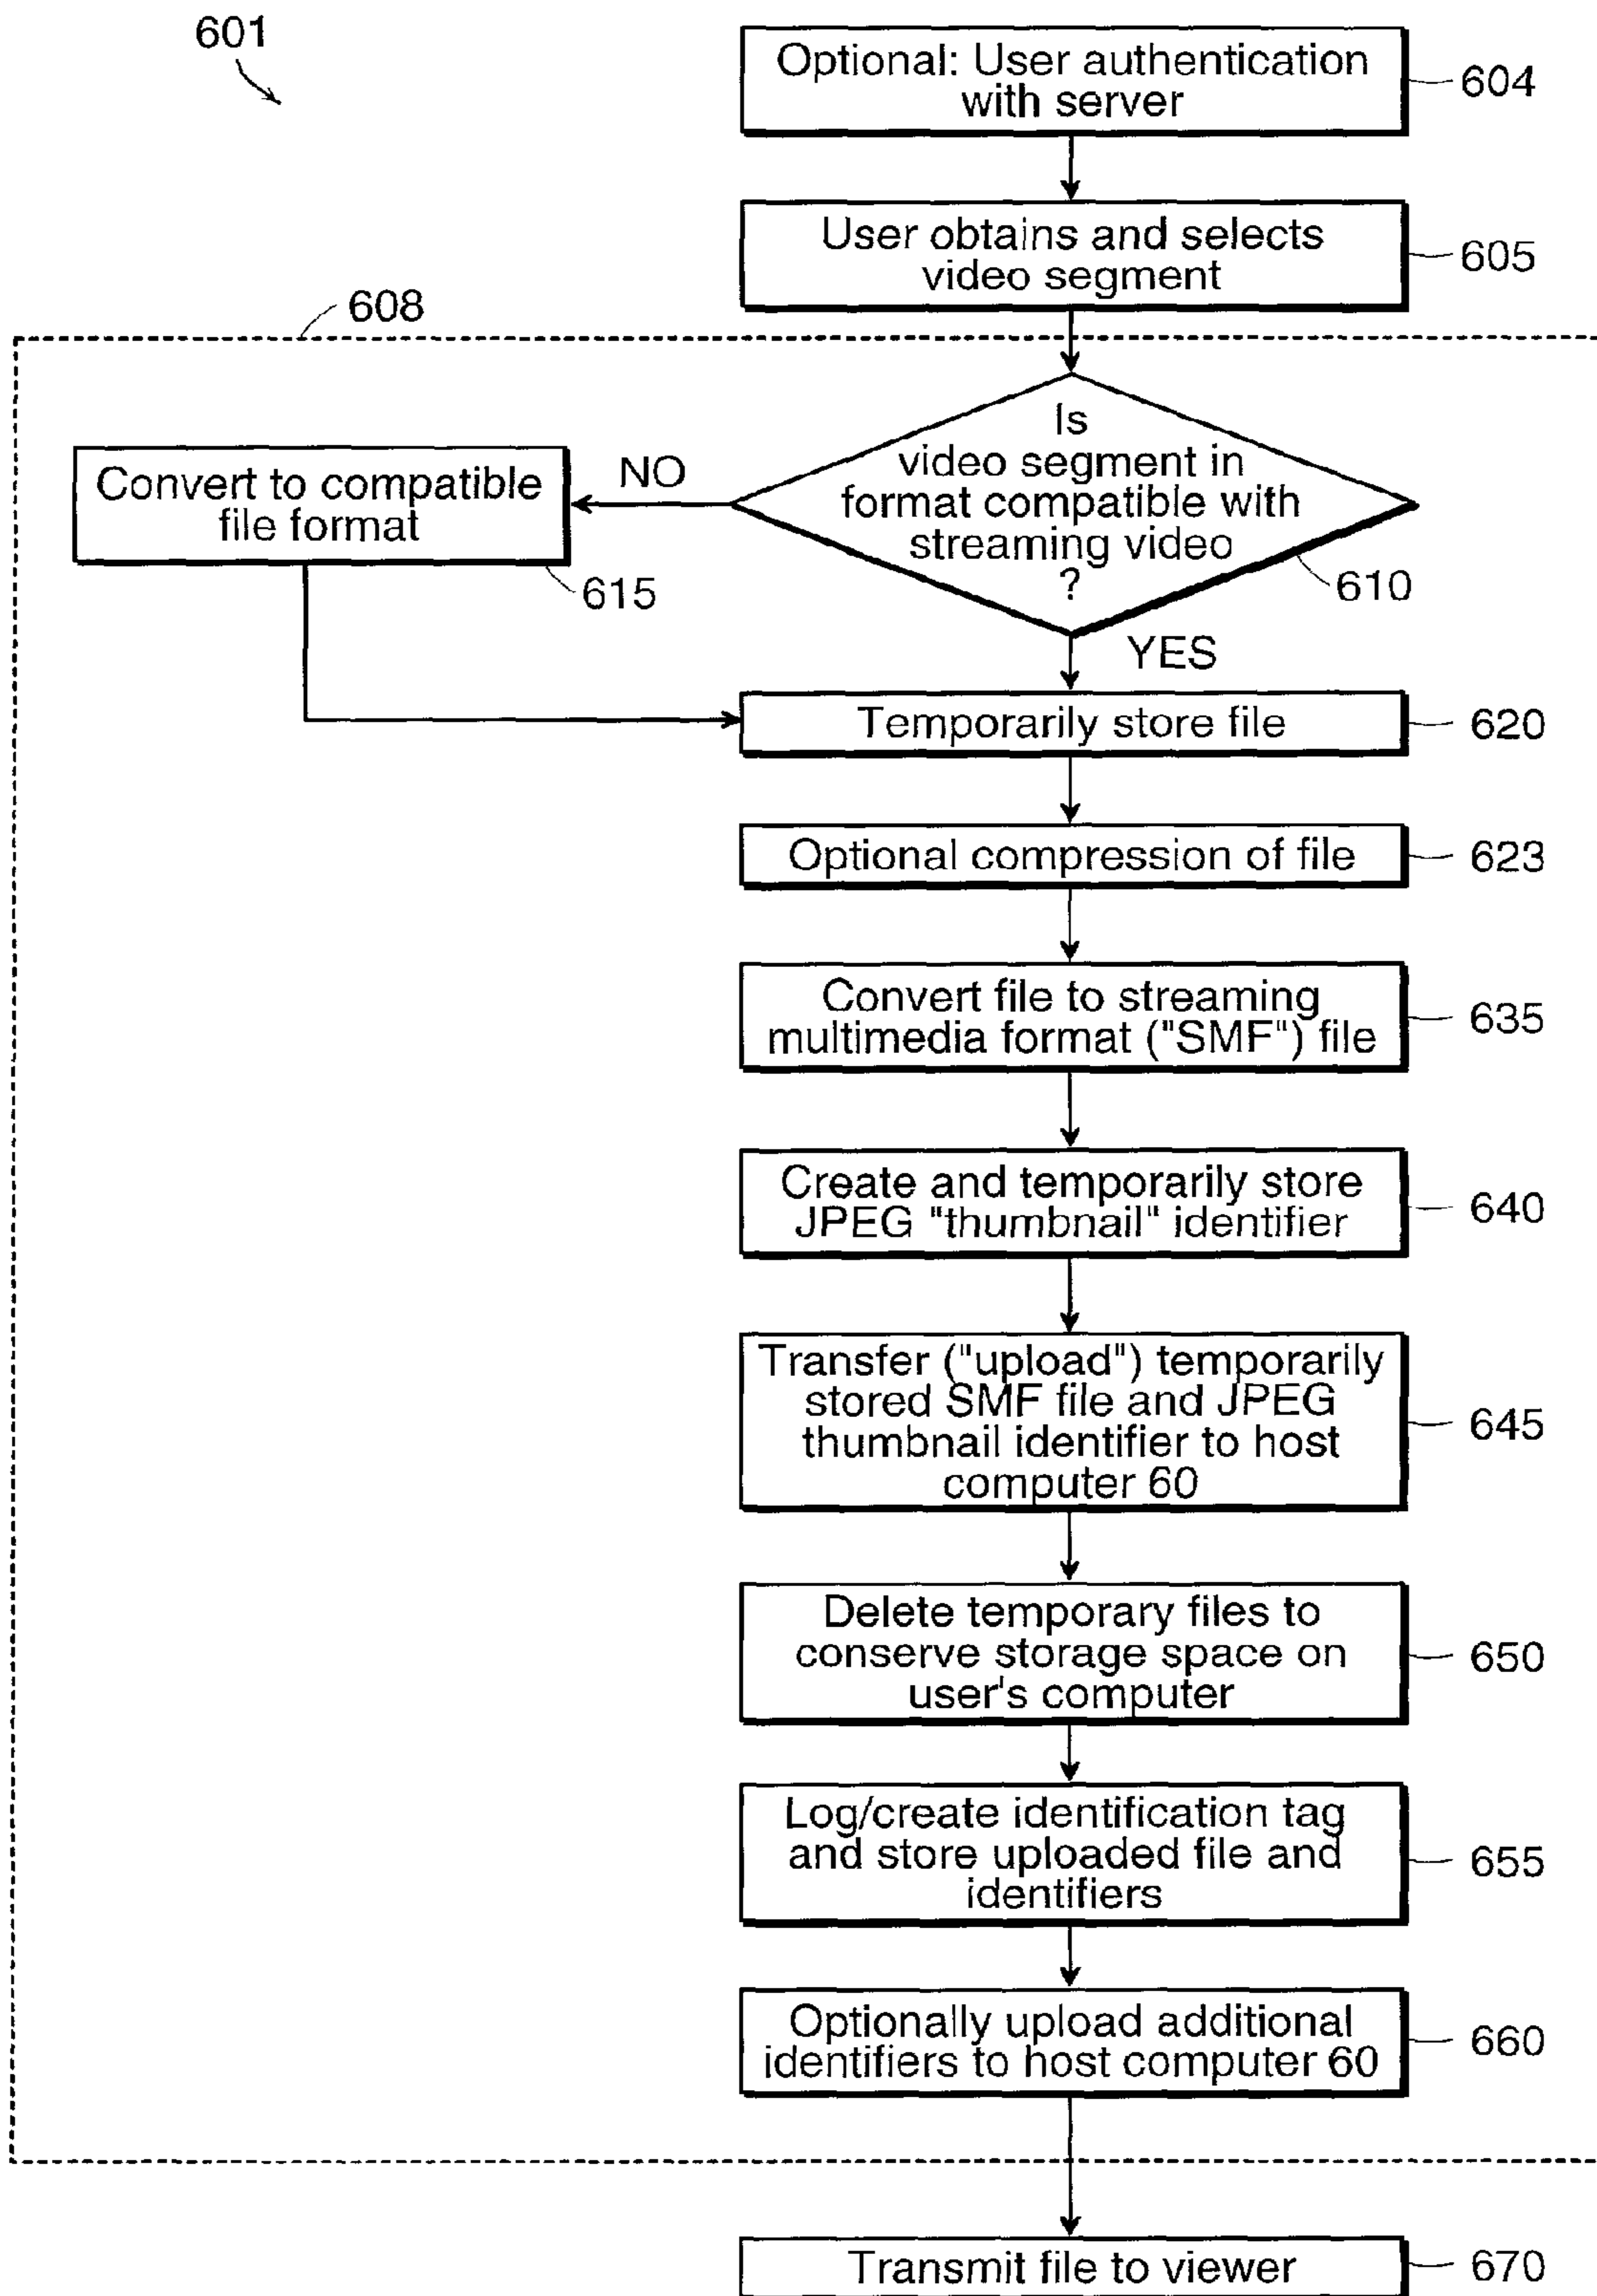 601
Optional: User authentication
with server
604
User obtains and selects
video segment
605
608
Is
video segment in
format compatible with
streaming video
?
610
NO
Convert to compatible
file format
615
YES
Temporarily store file
620
Optional compression of file
623
Convert file to streaming
multimedia format ("SMF") file
635
Create and temporarily store
JPEG "thumbnail" identifier
640
Transfer ("upload") temporarily
stored SMF file and JPEG
thumbnail identifier to host
computer 60
645
Delete temporary files to
conserve storage space on
user's computer
650
Log/create identification tag
and store uploaded file and
identifiers
655
Optionally upload additional
identifiers to host computer 60
660
Transmit file to viewer
670